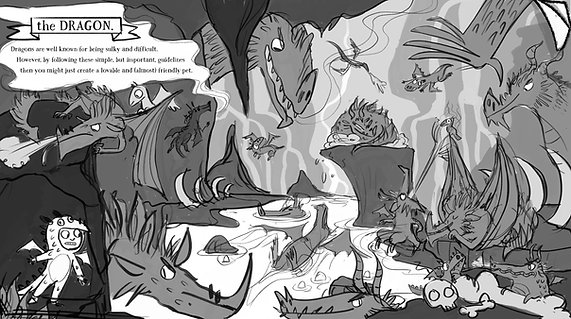 the DRAGON.
Dragons are well known for being sulky and difficult.
However, by following these simple, but important, guidelines
then you might just create a lovable and (almost) friendly pet.